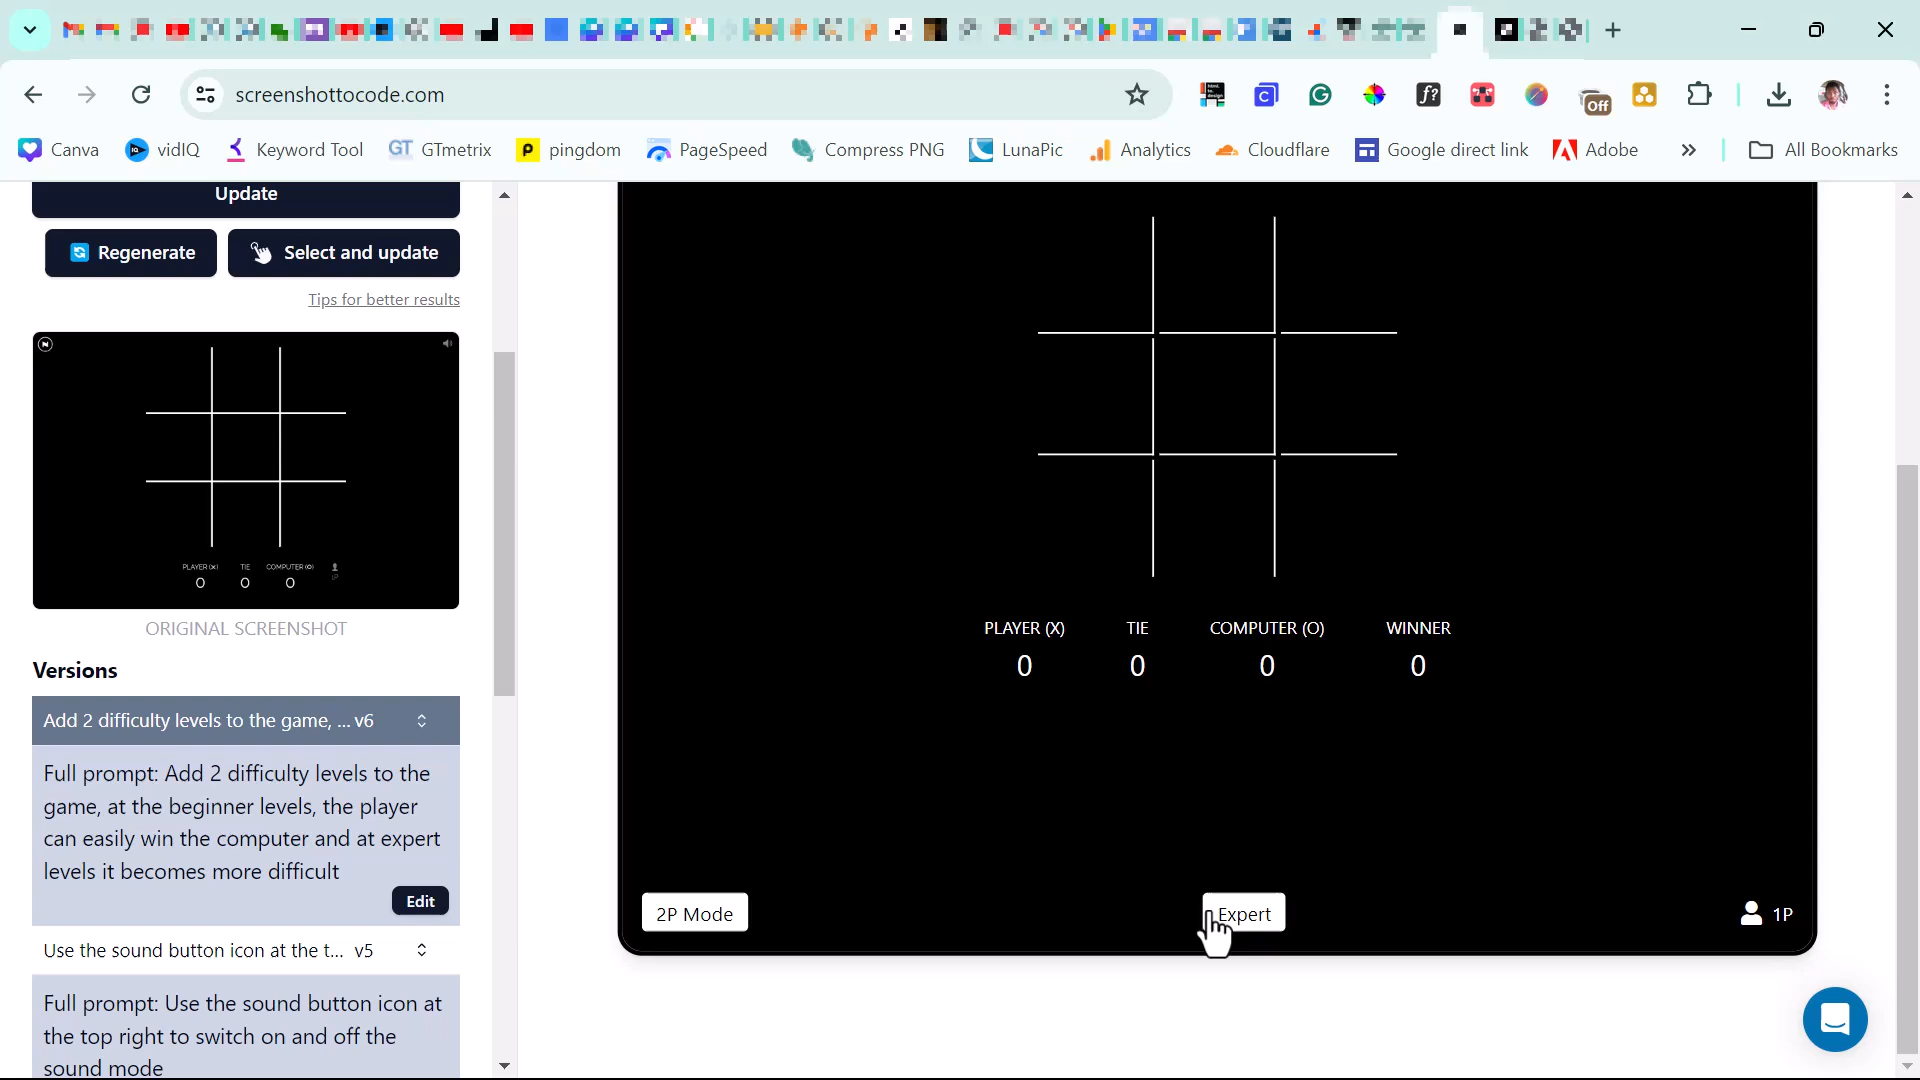 screenshottocode.com
Off
Canva
vidIQ
Keyword Tool
GT GTmetrix
p pingdom
PageSpeed
Compress PNG
LunaPic
Analytics
Cloudflare
Google direct link
Adobe
»
All Bookmarks
Update
Regenerate
Select and update
Tips for better results
PLAYER (X) TIE COMPUTER (O)
0 0 0
ORIGINAL SCREENSHOT
Versions
Add 2 difficulty levels to the game, ... v6
Full prompt: Add 2 difficulty levels to the
game, at the beginner levels, the player
can easily win the computer and at expert
levels it becomes more difficult
Edit
Use the sound button icon at the t... v5
Full prompt: Use the sound button icon at
the top right to switch on and off the
sound mode
PLAYER (X) TIE COMPUTER (O) WINNER
0 0 0 0
2P Mode
Expert
1P